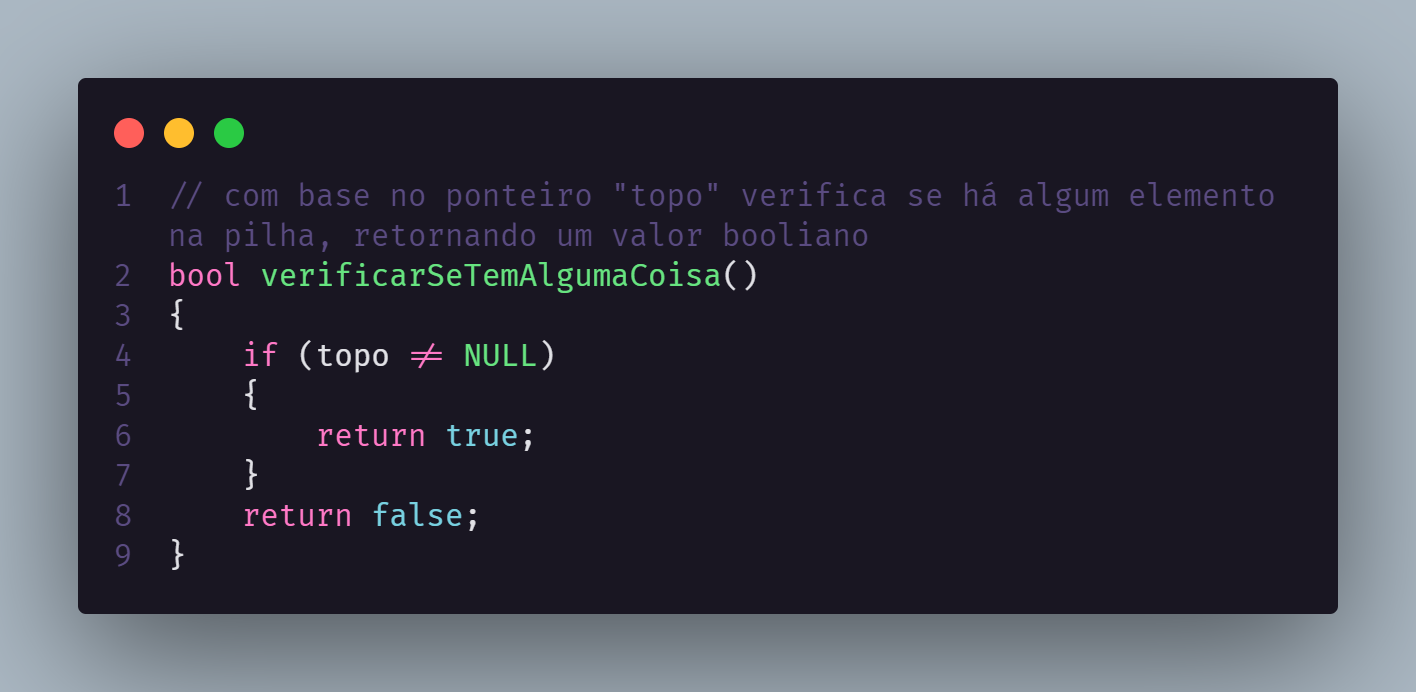 1 // com base no ponteiro "topo" verifica se há algum elemento
na pilha, retornando um valor booliano
2 bool verificarSeTemAlgumaCoisa()
3 {
4     if (topo != NULL)
5     {
6         return true;
7     }
8     return false;
9 }